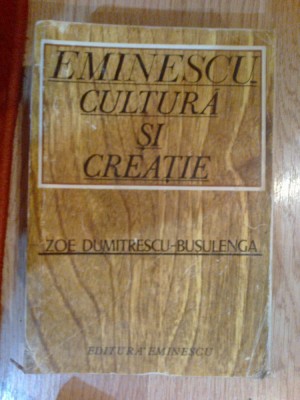 EMINESCU
CULTURĂ
ȘI
CREAȚIE
ZOE DUMITRESCU-BUȘULENGA
EDITURA EMINESCU